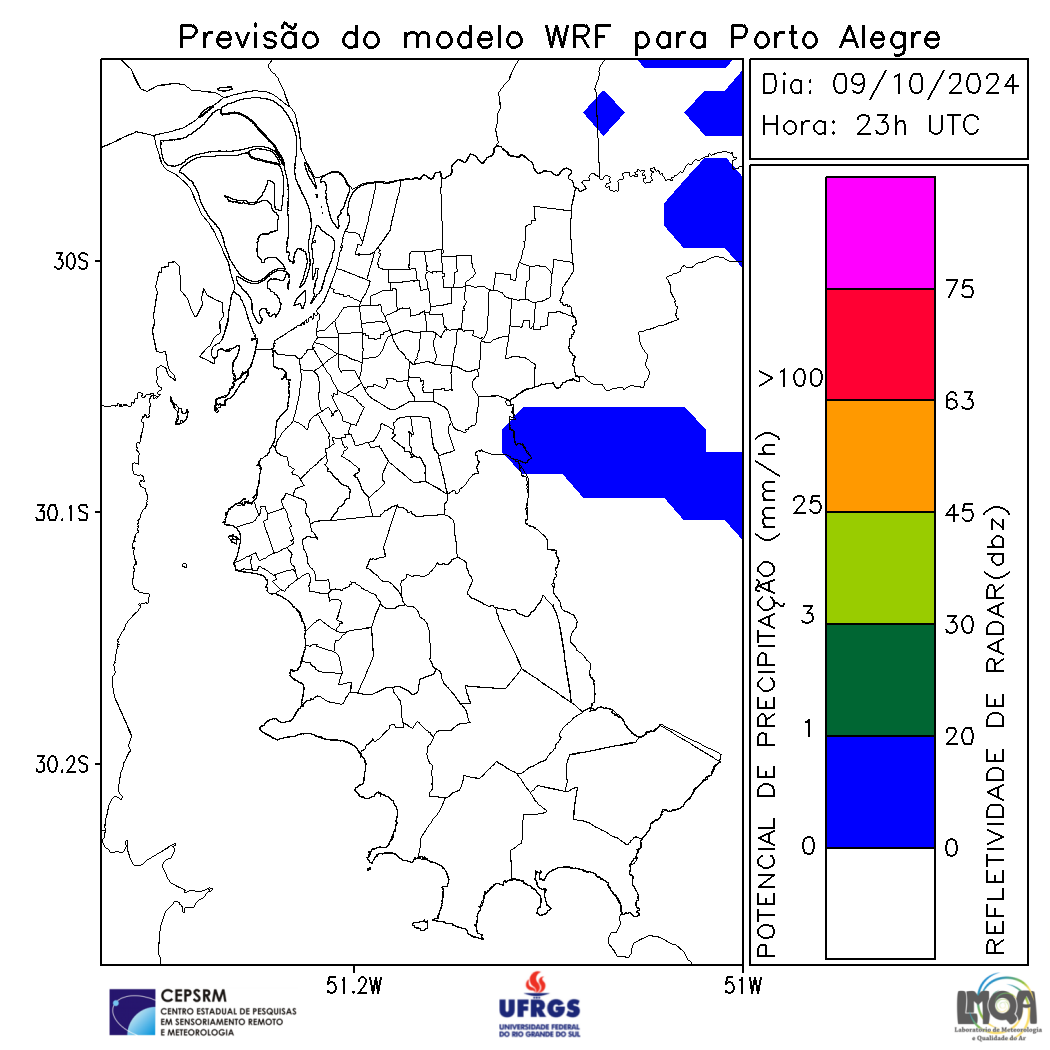 Previsão do modelo WRF para Porto Alegre
Dia: 09/10/2024
Hora: 23h UTC
30S
30.1S
30.2S
51.2W
51W
POTENCIAL DE PRECIPITAÇÃO (mm/h)
>100
25
3
1
0
75
63
45
30
20
0
REFLETIVIDADE DE RADAR(dbz)
CEPSRM
CENTRO ESTADUAL DE PESQUISAS
EM SENSORIAMENTO REMOTO
E METEOROLOGIA
UFRGS
UNIVERSIDADE FEDERAL
DO RIO GRANDE DO SUL
LMQA
Laboratório de Meteorologia
e Qualidade do Ar